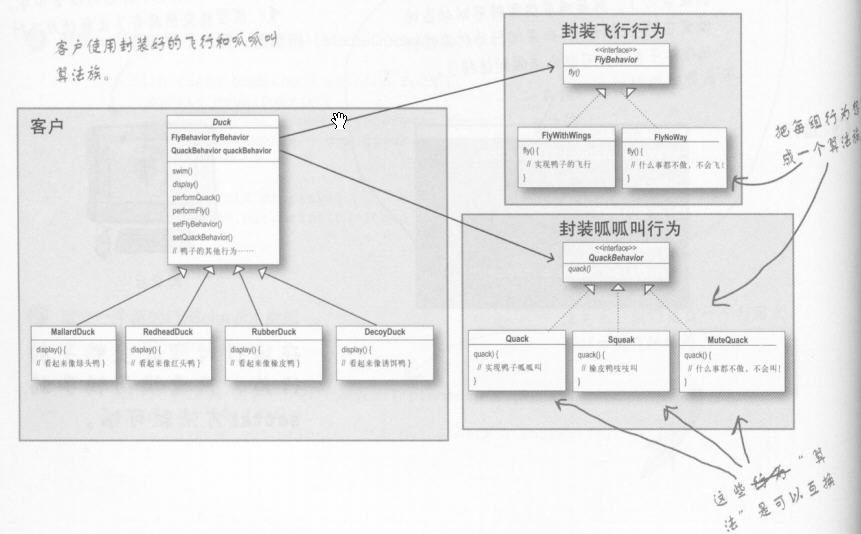 客户使用封装好的飞行和呱呱叫
算法族。
客户
Duck
FlyBehavior flyBehavior
QuackBehavior quackBehavior
swim()
display()
performQuack()
performFly()
setFlyBehavior()
setQuackBehavior()
// 鸭子的其他行为……
MallardDuck
display() {
// 看起来像绿头鸭 }
RedheadDuck
display() {
// 看起来像红头鸭 }
RubberDuck
display() {
// 看起来像橡皮鸭 }
DecoyDuck
display() {
// 看起来像诱饵鸭 }
封装飞行行为
<<interface>>
FlyBehavior
fly()
FlyWithWings
fly() {
// 实现鸭子的飞行
}
FlyNoWay
fly() {
// 什么事都不做,不会飞!
}
把每组行为
成一个算法族
封装呱呱叫行为
<<interface>>
QuackBehavior
quack()
Quack
quack) {
// 实现鸭子呱呱叫
}
Squeak
quack) {
// 橡皮鸭吱吱叫
}
MuteQuack
quack() {
// 什么事都不做,不会叫!
}
这些 “算
法”是可以互换